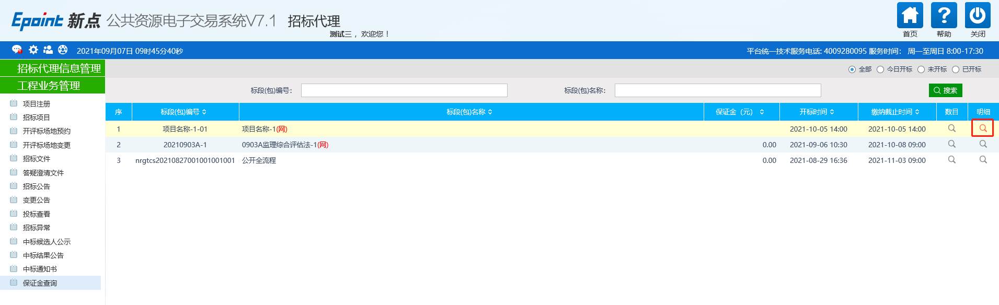 Epoint 新点 公共资源电子交易系统V7.1 招标代理
测试三 ，欢迎您！
首页 帮助 关闭
2021年09月07日 09时45分40秒 平台统一技术服务电话: 4009280095 服务时间： 周一至周日 8:00-17:30
招标代理信息管理
工程业务管理
项目注册
招标项目
开评标场地预约
开评标场地变更
招标文件
答疑澄清文件
招标公告
变更公告
投标查看
招标异常
中标候选人公示
中标结果公告
中标通知书
保证金查询
全部 今日开标 未开标 已开标
标段(包)编号： 标段(包)名称： 搜索
序 标段(包)编号 标段(包)名称 保证金（元） 开标时间 缴纳截止时间 数目 明细
1 项目名称-1-01 项目名称-1(网) 2021-10-05 14:00 2021-10-05 14:00
2 20210903A-1 0903A监理综合评估法-1(网) 0.00 2021-09-06 10:30 2021-10-08 09:00
3 nrgtcs20210827001001001001 公开全流程 0.00 2021-08-29 16:36 2021-11-03 09:00